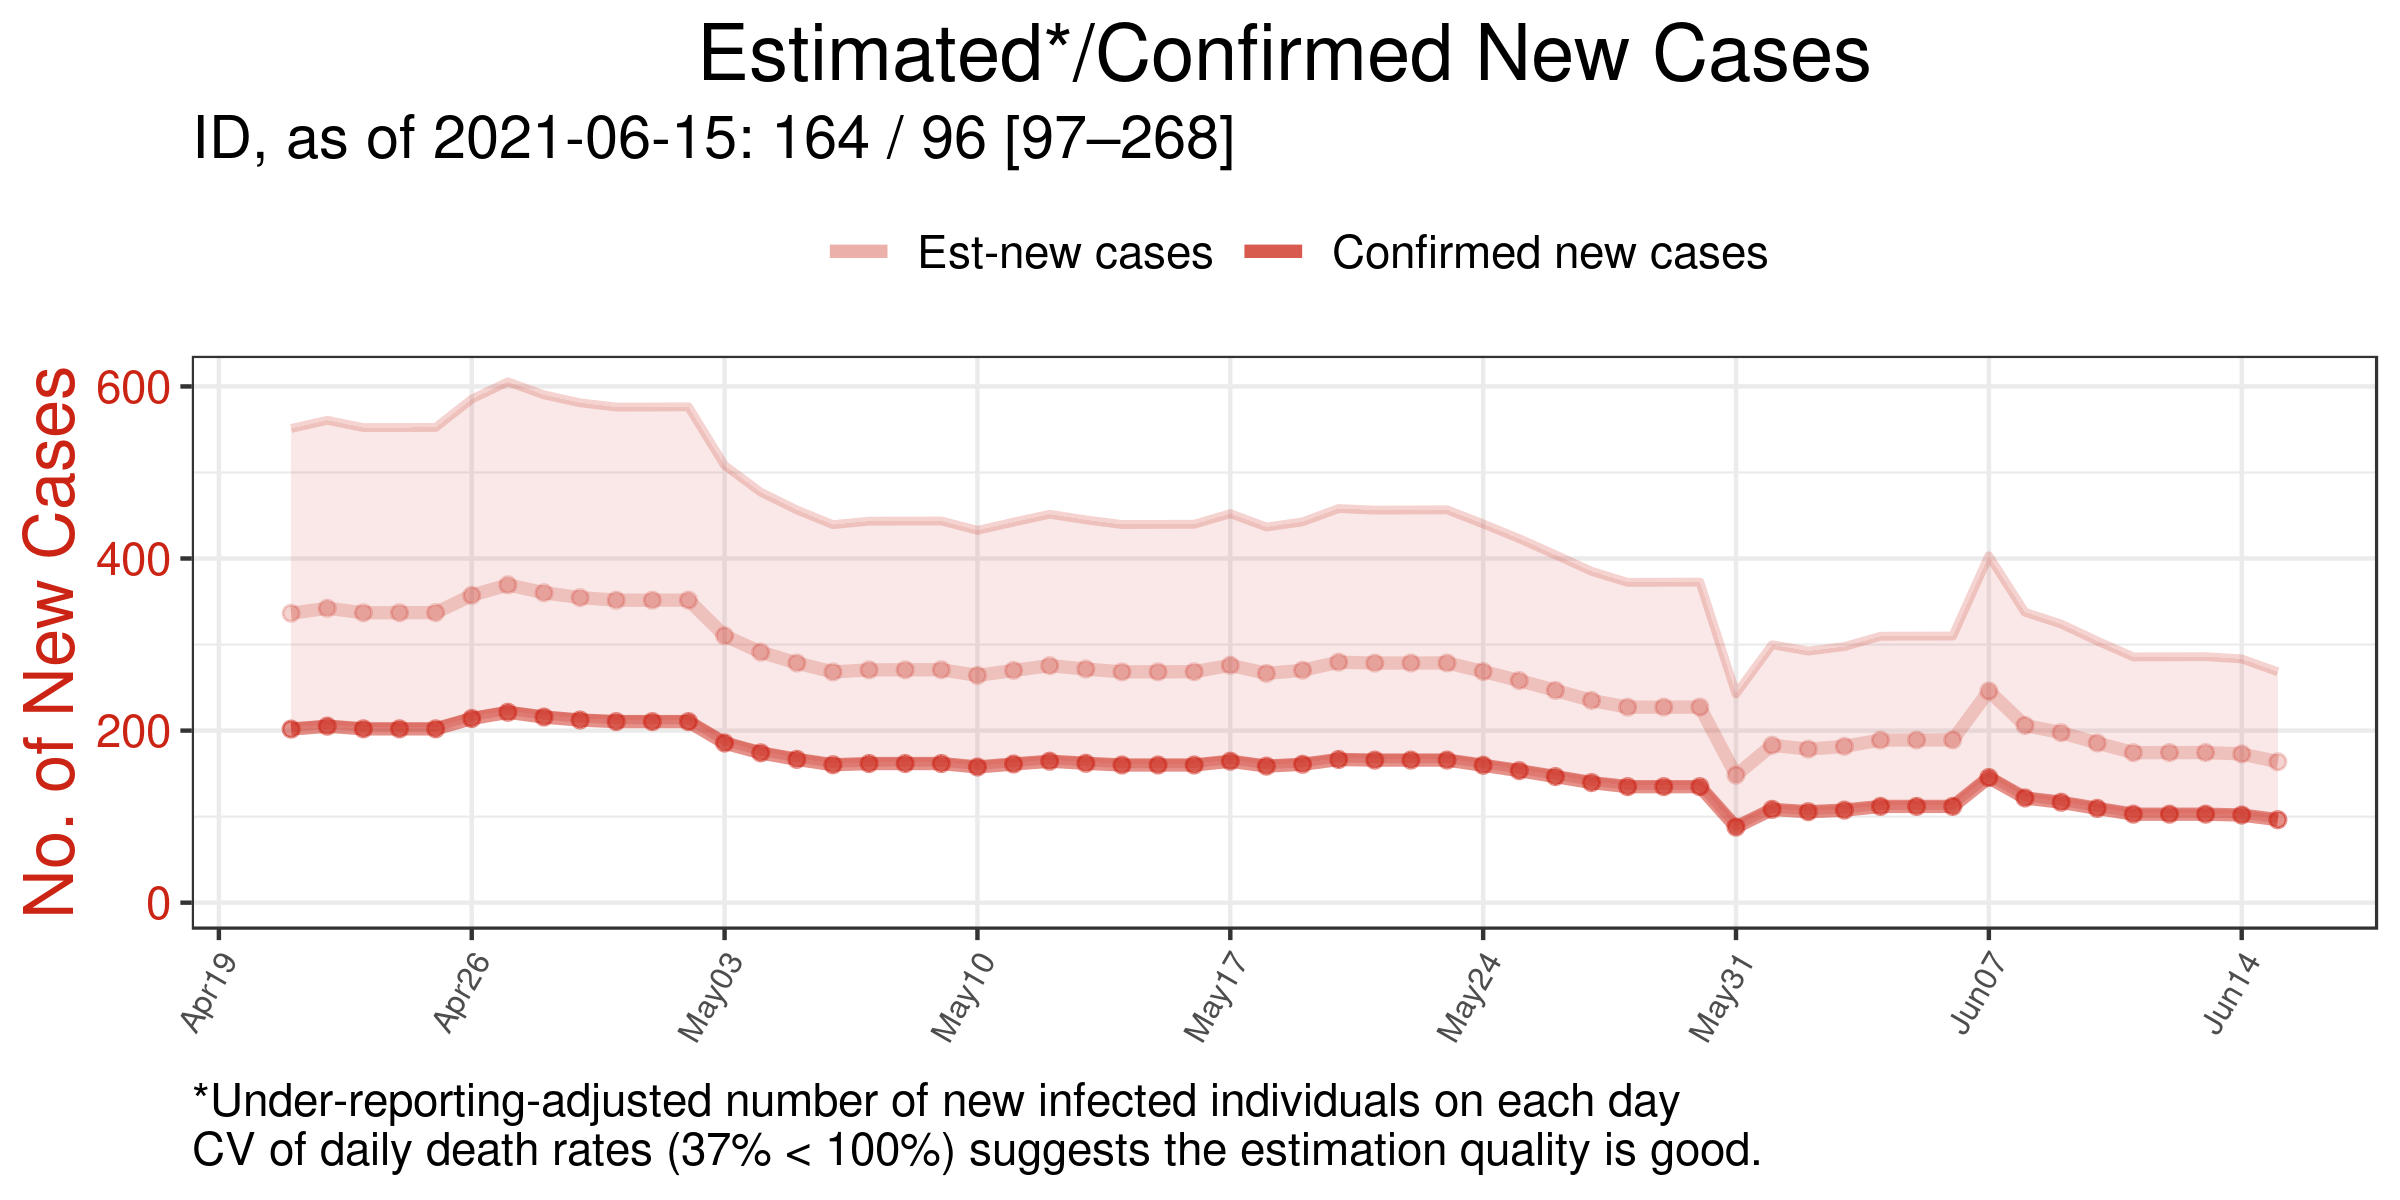 Estimated*/Confirmed New Cases
ID, as of 2021-06-15: 164 / 96 [97–268]
Est-new cases Confirmed new cases
No. of New Cases
600
400
200
0
Apr19 Apr26 May03 May10 May17 May24 May31 Jun07 Jun14
*Under-reporting-adjusted number of new infected individuals on each day
CV of daily death rates (37% < 100%) suggests the estimation quality is good.